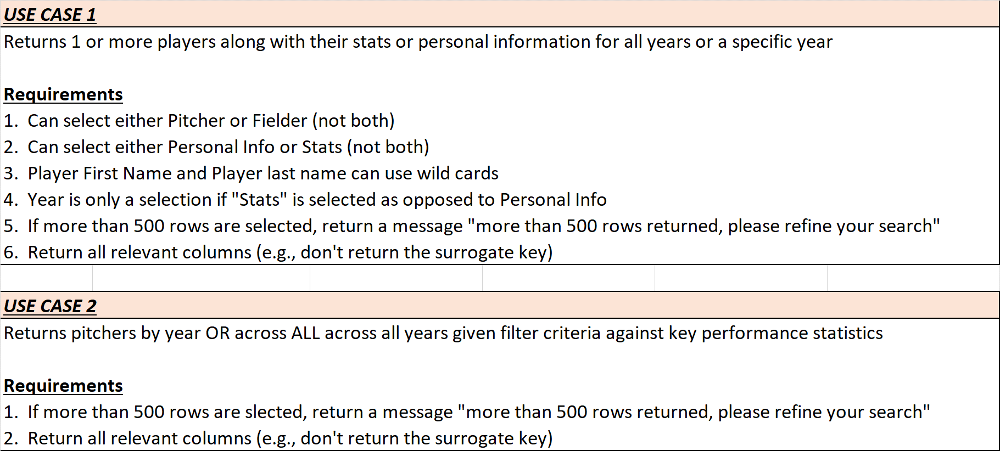 USE CASE 1
Returns 1 or more players along with their stats or personal information for all years or a specific year
Requirements
1. Can select either Pitcher or Fielder (not both)
2. Can select either Personal Info or Stats (not both)
3. Player First Name and Player last name can use wild cards
4. Year is only a selection if "Stats" is selected as opposed to Personal Info
5. If more than 500 rows are selected, return a message "more than 500 rows returned, please refine your search"
6. Return all relevant columns (e.g., don't return the surrogate key)
USE CASE 2
Returns pitchers by year OR across ALL across all years given filter criteria against key performance statistics
Requirements
1. If more than 500 rows are slected, return a message "more than 500 rows returned, please refine your search"
2. Return all relevant columns (e.g., don't return the surrogate key)